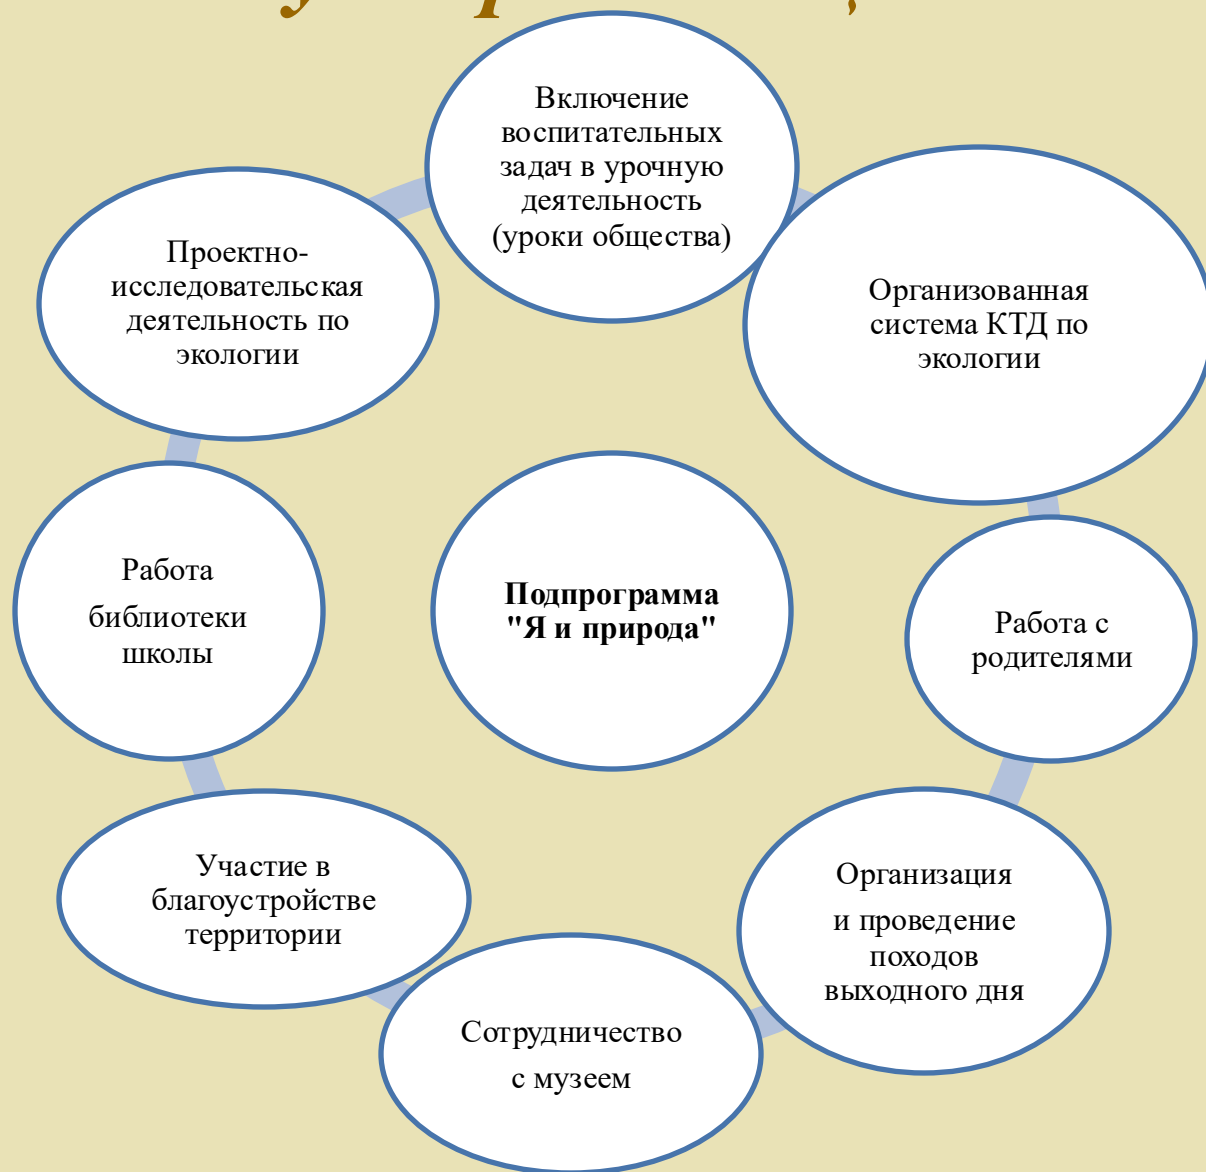 Включение
воспитательных
задач в урочную
деятельность
(уроки общества)
Организованная
система КТД по
экологии
Работа с
родителями
Организация
и проведение
походов
выходного дня
Сотрудничество
с музеем
Участие в
благоустройстве
территории
Работа
библиотеки
школы
Проектно-
исследовательская
деятельность по
экологии
Подпрограмма
"Я и природа"